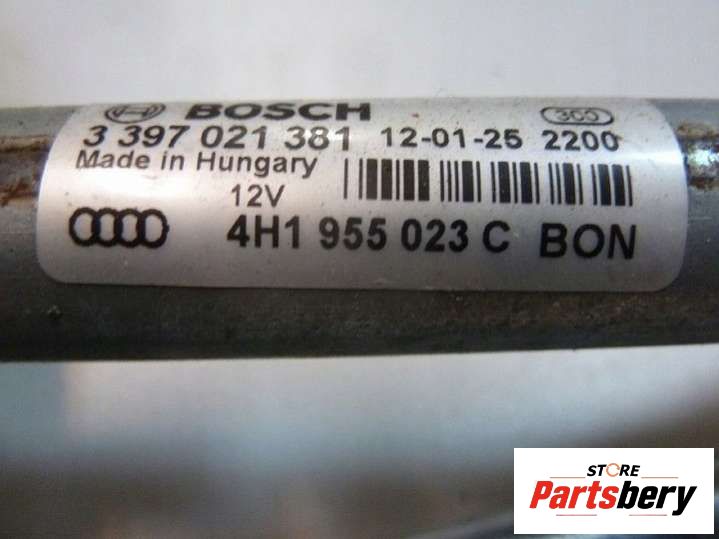 BOSCH 300
3 397 021 381 12-01-25 2200
Made in Hungary
12V
4H1 955 023 C BON
STORE
Partsbery